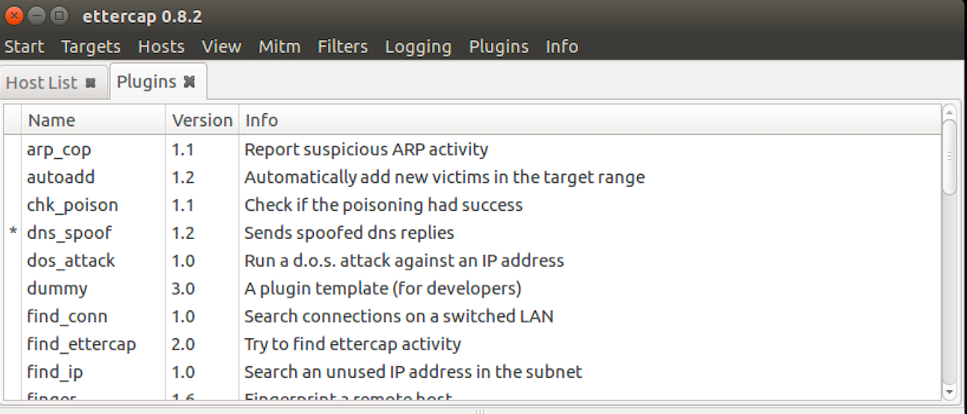 ettercap 0.8.2
Start Targets Hosts View Mitm Filters Logging Plugins Info
Host List Plugins
Name Version Info
arp_cop 1.1 Report suspicious ARP activity
autoadd 1.2 Automatically add new victims in the target range
chk_poison 1.1 Check if the poisoning had success
* dns_spoof 1.2 Sends spoofed dns replies
dos_attack 1.0 Run a d.o.s. attack against an IP address
dummy 3.0 A plugin template (for developers)
find_conn 1.0 Search connections on a switched LAN
find_ettercap 2.0 Try to find ettercap activity
find_ip 1.0 Search an unused IP address in the subnet
finger 1.6 Fingerprint a remote host